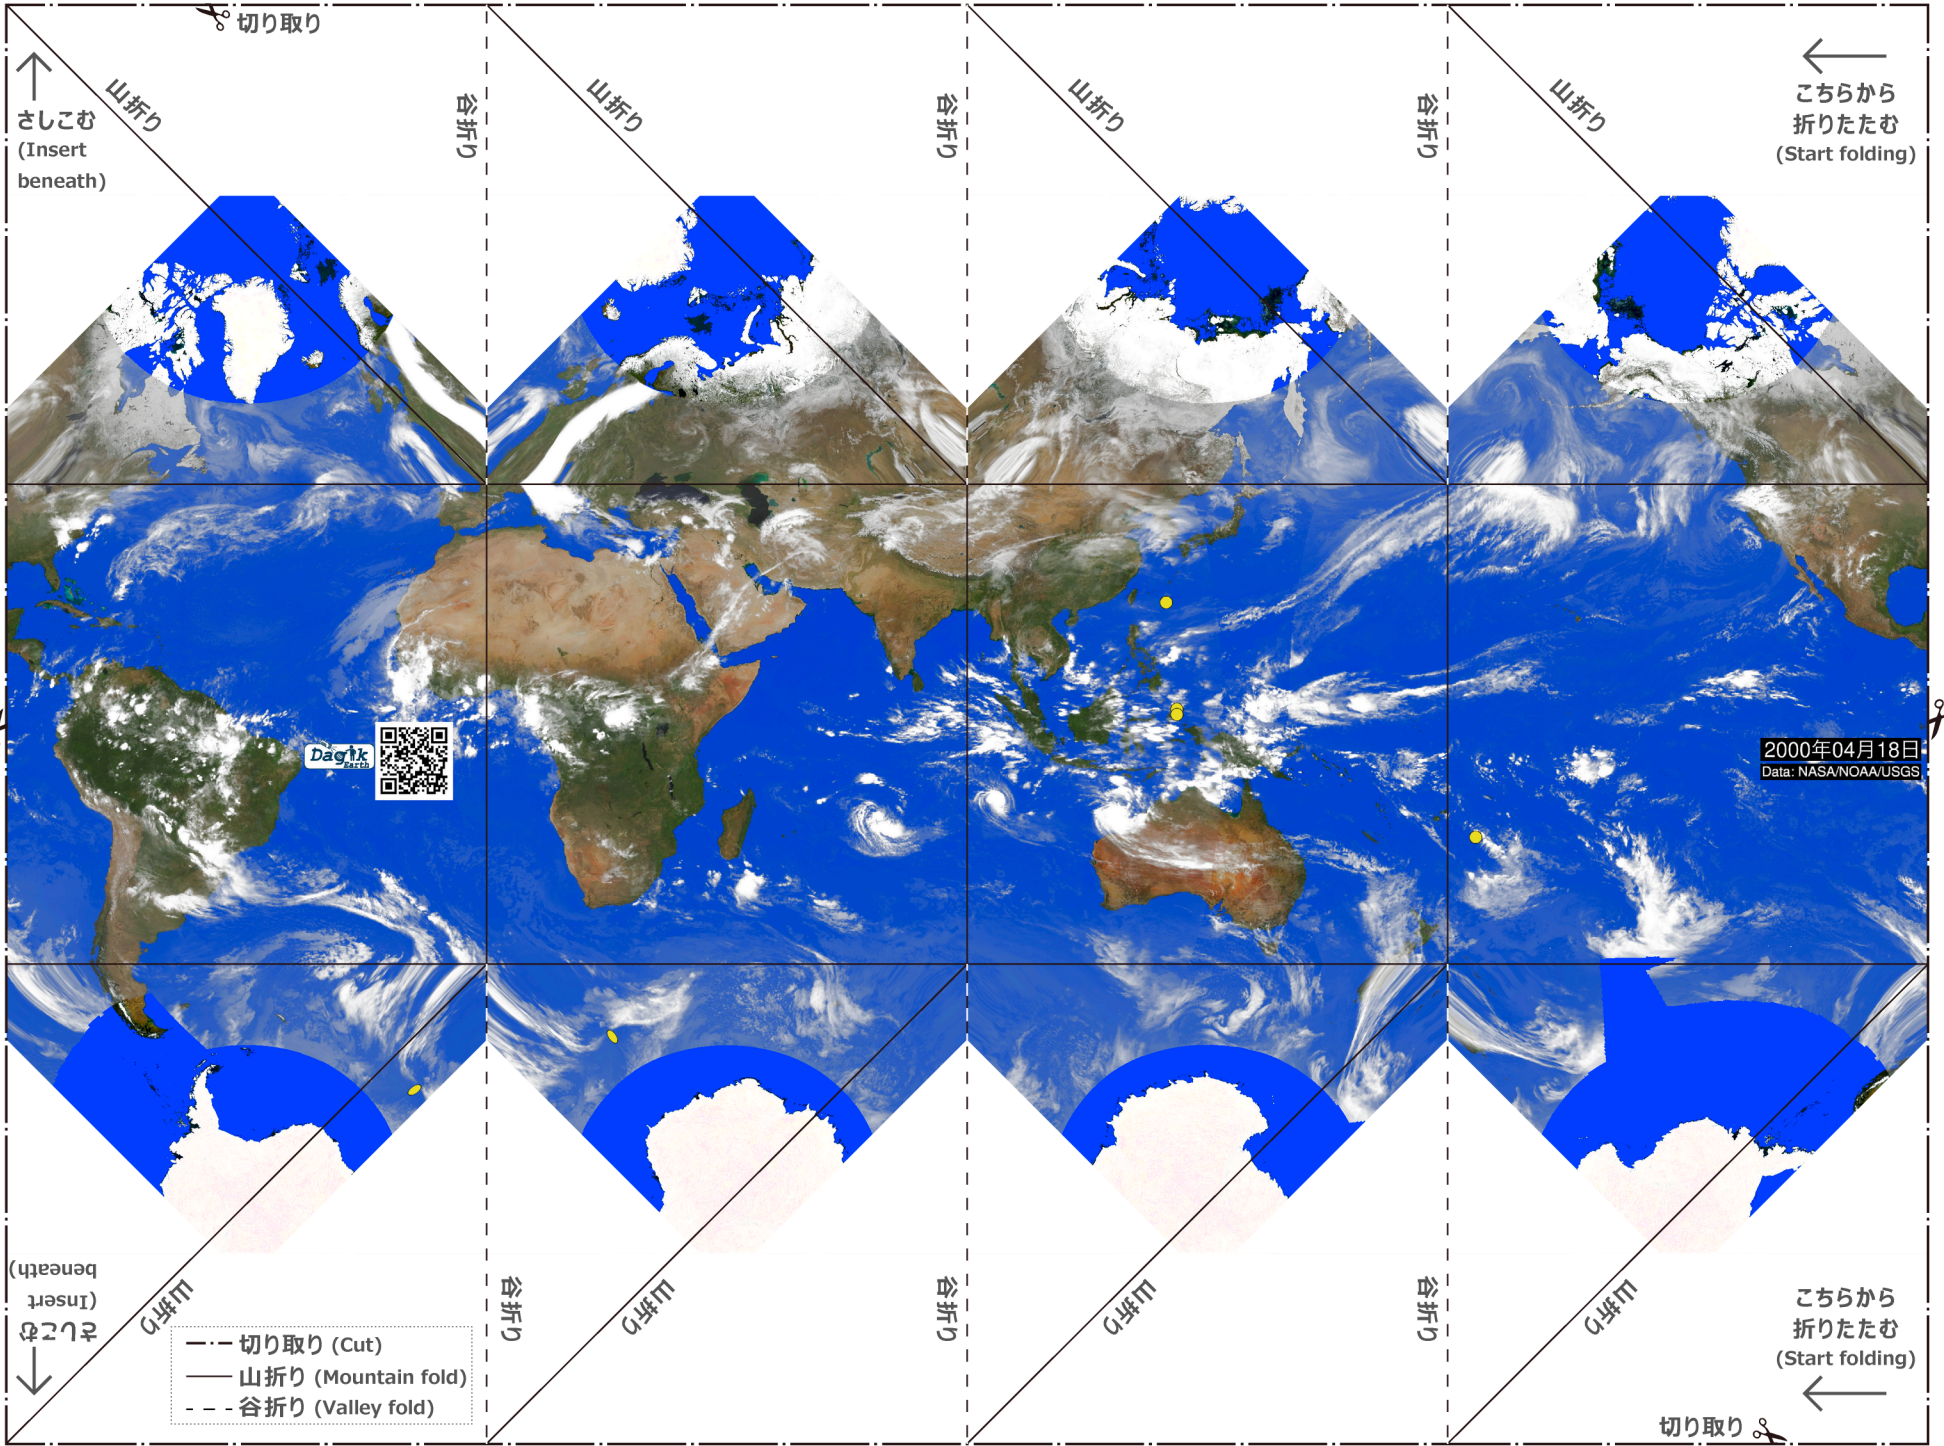 切り取り
山折り
谷折り
山折り
谷折り
山折り
谷折り
山折り
さしこむ
(Insert
beneath)
こちらから
折りたたむ
(Start folding)
Dagik
Earth
2000年04月18日
Data: NASA/NOAA/USGS
さしこむ
(Insert
beneath)
山折り
谷折り
山折り
谷折り
山折り
谷折り
山折り
こちらから
折りたたむ
(Start folding)
切り取り (Cut)
山折り (Mountain fold)
谷折り (Valley fold)
切り取り